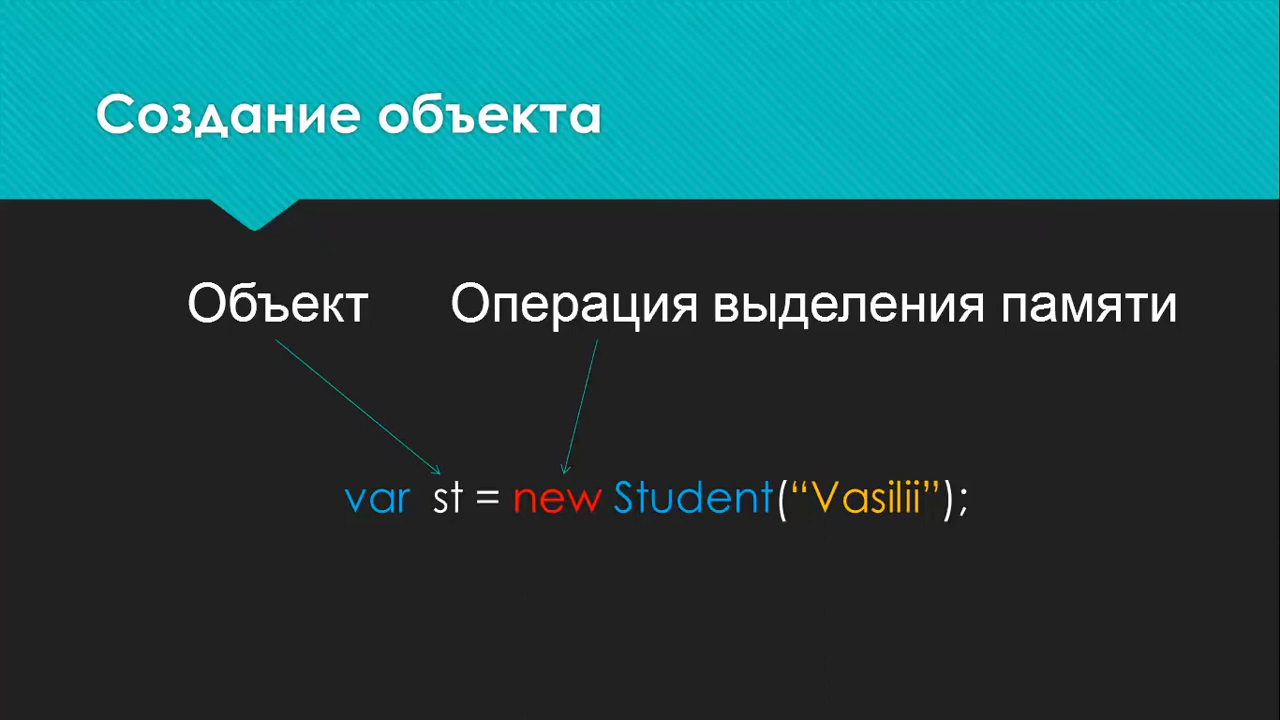 Создание объекта
Объект Операция выделения памяти
var st = new Student(“Vasilii”);